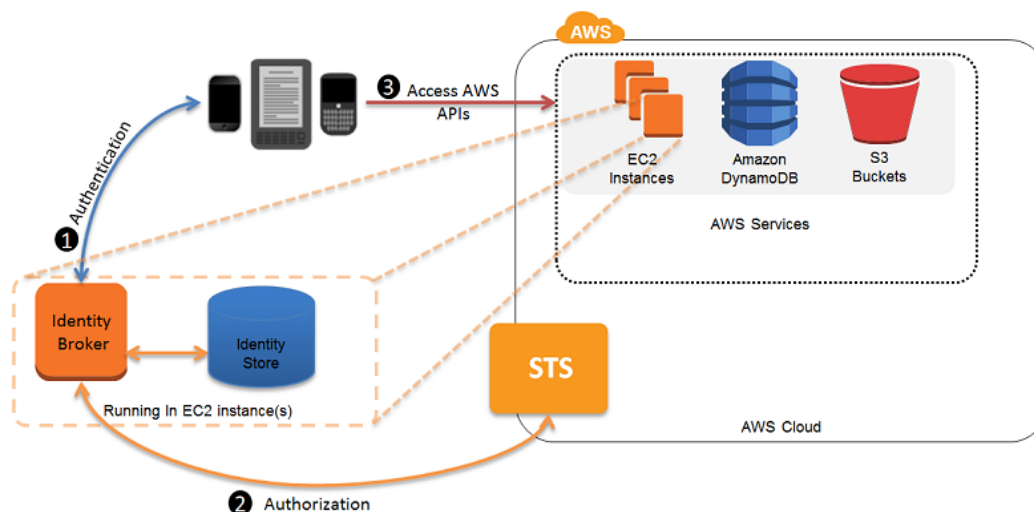 AWS
3
Access AWS
APIs
EC2
Instances
Amazon
DynamoDB
S3
Buckets
AWS Services
1
Authentication
Identity
Broker
Identity
Store
Running In EC2 instance(s)
STS
AWS Cloud
2
Authorization